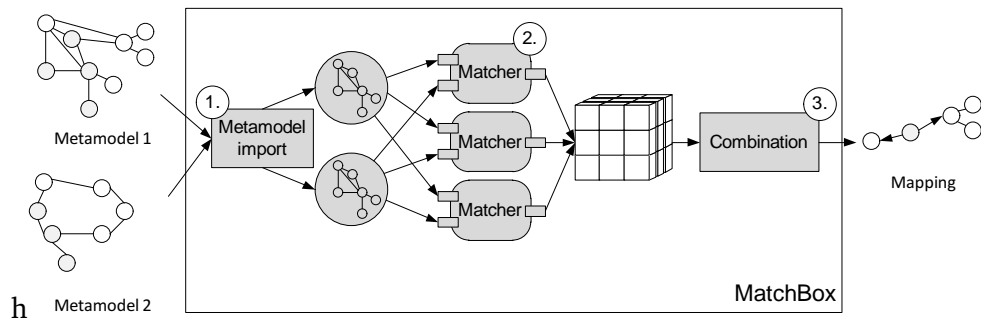 Metamodel 1
1.
Metamodel
import
2.
Matcher
Matcher
Matcher
3.
Combination
Mapping
h
Metamodel 2
MatchBox